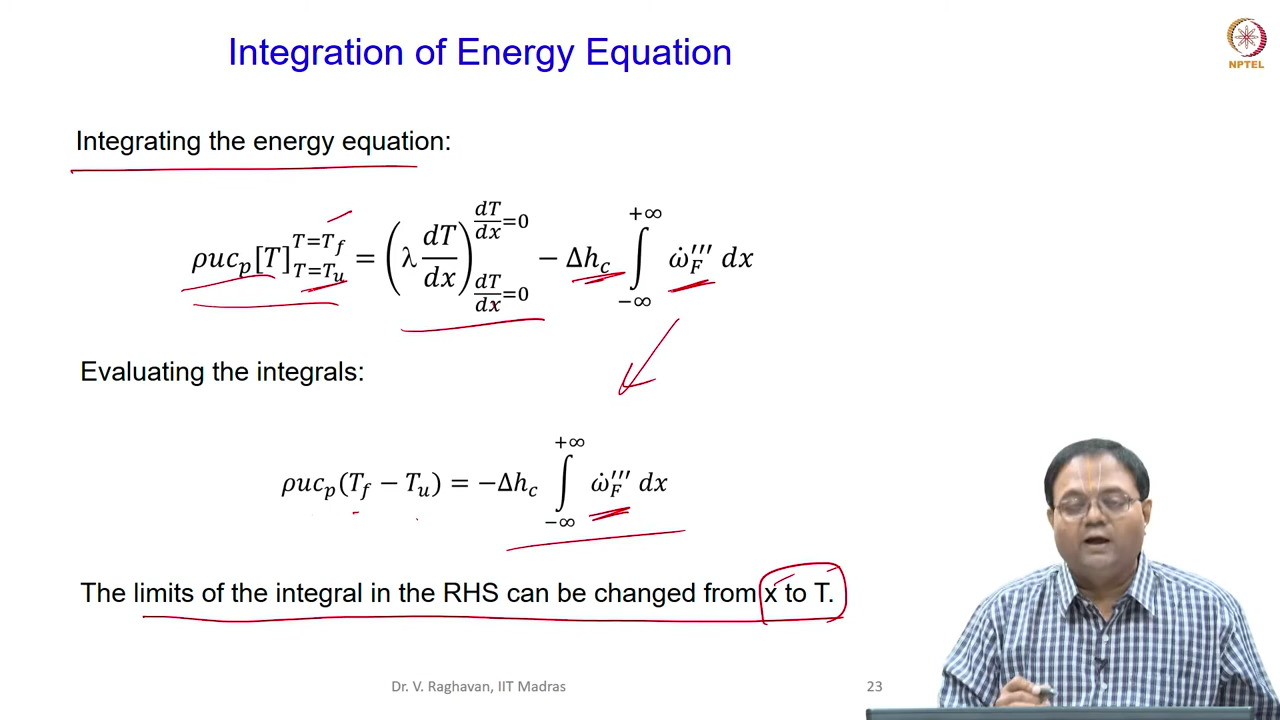 Integration of Energy Equation
NPTEL
Integrating the energy equation:
ρuc_p[T]_{T=T_u}^{T=T_f} = (λ dT/dx)_{dT/dx=0}^{dT/dx=0} − Δh_c ∫_{−∞}^{+∞} ω̇_F''' dx
Evaluating the integrals:
ρuc_p(T_f − T_u) = −Δh_c ∫_{−∞}^{+∞} ω̇_F''' dx
The limits of the integral in the RHS can be changed from x to T.
Dr. V. Raghavan, IIT Madras
23